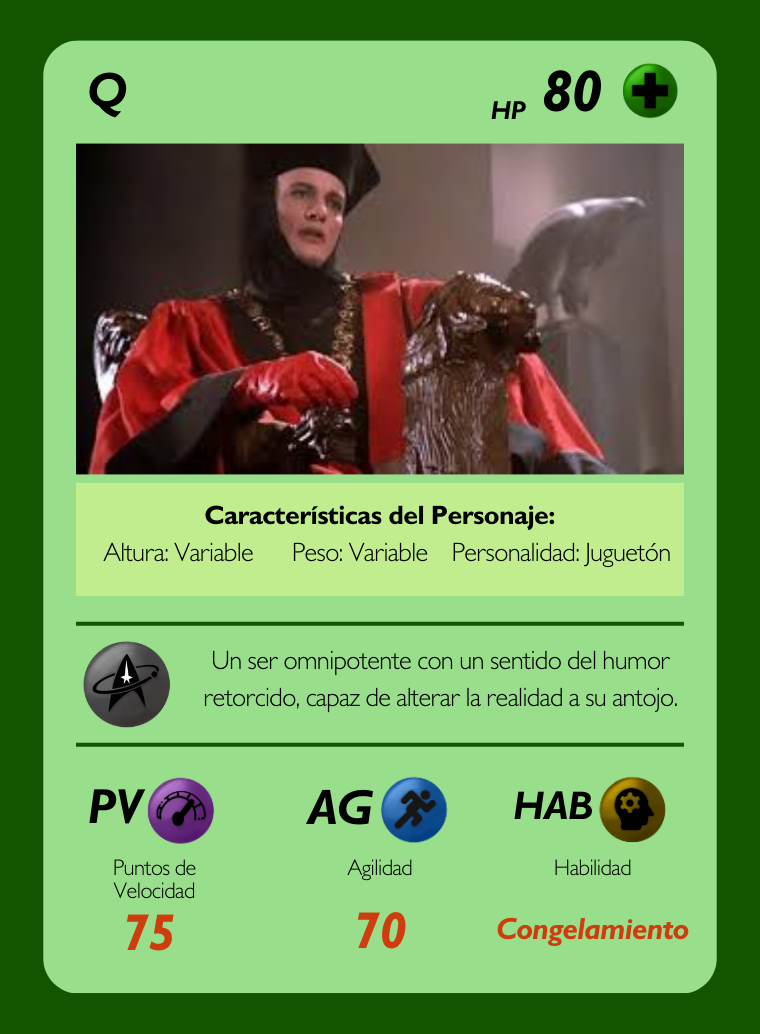 Q
HP 80
Características del Personaje:
Altura: Variable Peso: Variable Personalidad: Juguetón
Un ser omnipotente con un sentido del humor
retorcido, capaz de alterar la realidad a su antojo.
PV AG HAB
Puntos de Velocidad
Agilidad
Habilidad
75 70 Congelamiento